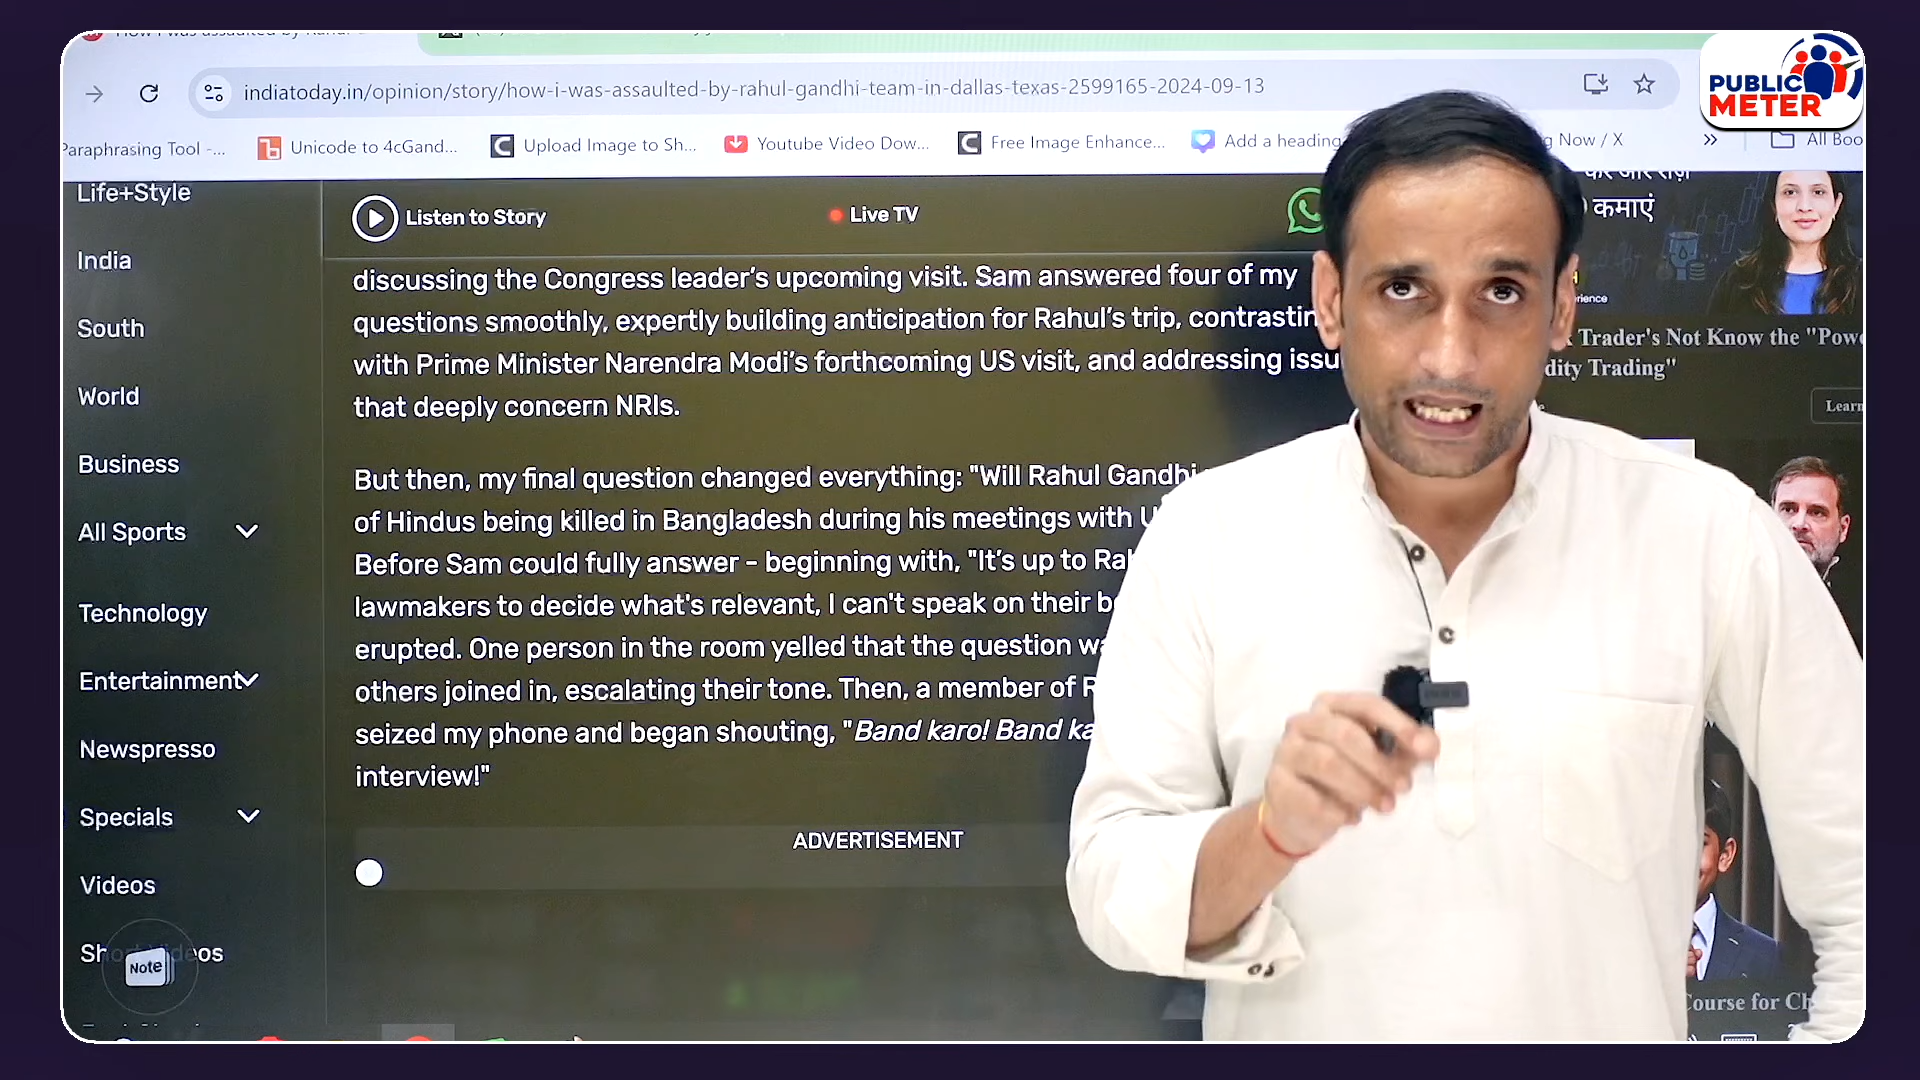 PUBLIC
METER
indiatoday.in/opinion/story/how-i-was-assaulted-by-rahul-gandhi-team-in-dallas-texas-2599165-2024-09-13
Paraphrasing Tool -...
Unicode to 4cGand...
Upload Image to Sh...
Youtube Video Dow...
Free Image Enhance...
Add a heading
Now / X
»
All Boo
Life+Style
India
South
World
Business
All Sports
Technology
Entertainment
Newspresso
Specials
Videos
Note
Listen to Story
Live TV
discussing the Congress leader's upcoming visit. Sam answered four of my
questions smoothly, expertly building anticipation for Rahul's trip, contrastin
with Prime Minister Narendra Modi's forthcoming US visit, and addressing issu
that deeply concern NRIs.
But then, my final question changed everything: "Will Rahul Gandhi
of Hindus being killed in Bangladesh during his meetings with U
Before Sam could fully answer - beginning with, "It's up to Rah
lawmakers to decide what's relevant, I can't speak on their be
erupted. One person in the room yelled that the question wa
others joined in, escalating their tone. Then, a member of R
seized my phone and began shouting, "Band karo! Band ka
interview!"
ADVERTISEMENT
कमाएं
Trader's Not Know the "Powe
dity Trading"
Learn
Course for Ch